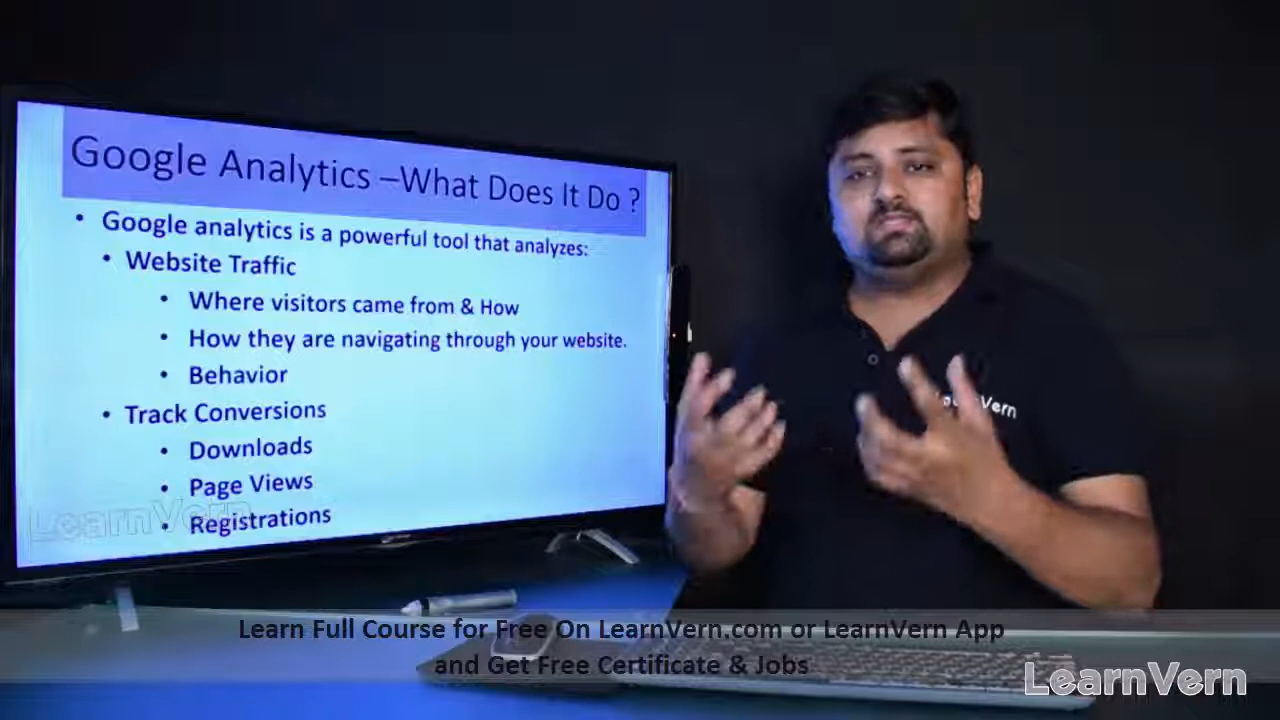 Google Analytics –What Does It Do ?
• Google analytics is a powerful tool that analyzes:
• Website Traffic
• Where visitors came from & How
• How they are navigating through your website.
• Behavior
• Track Conversions
• Downloads
• Page Views
• Registrations
LearnVern
LearnVern
Learn Full Course for Free On LearnVern.com or LearnVern App
and Get Free Certificate & Jobs
LearnVern